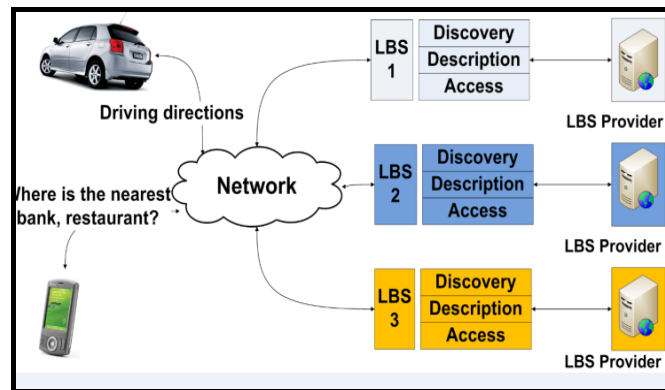 Driving directions
Where is the nearest
bank, restaurant?
Network
LBS
1
Discovery
Description
Access
LBS Provider
LBS
2
Discovery
Description
Access
LBS Provider
LBS
3
Discovery
Description
Access
LBS Provider